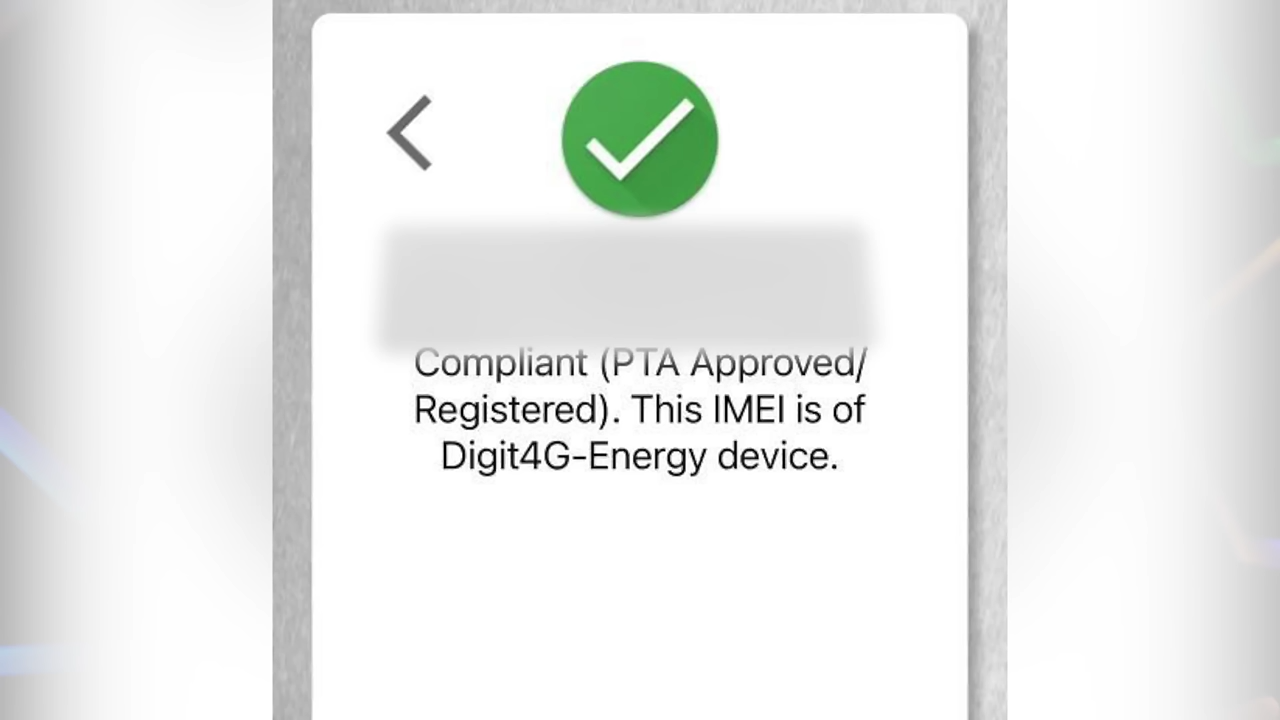 Compliant (PTA Approved/
Registered). This IMEI is of
Digit4G-Energy device.